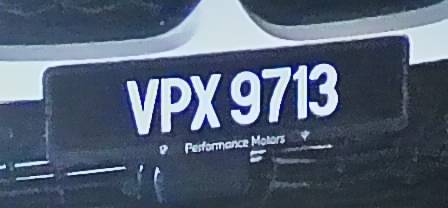 VPX 9713
Performance Motors